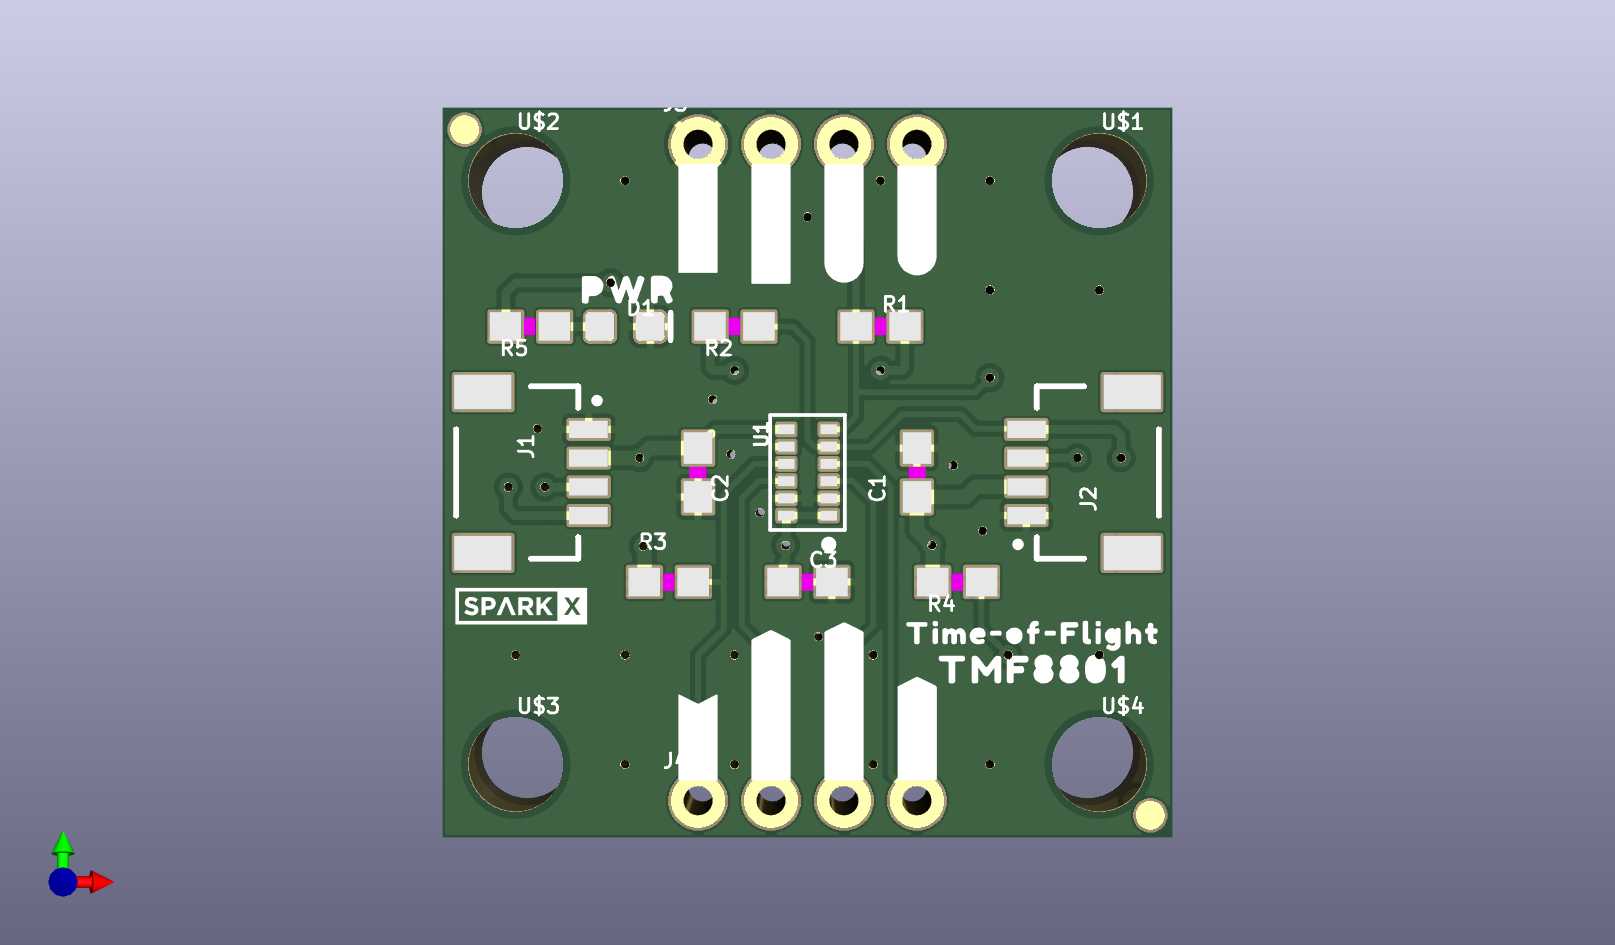 U$2
U$1
PWR
D1
R1
R5
R2
J1
U1
C2
C1
J2
R3
C3
R4
SPARK X
Time-of-Flight
TMF8801
U$3
U$4